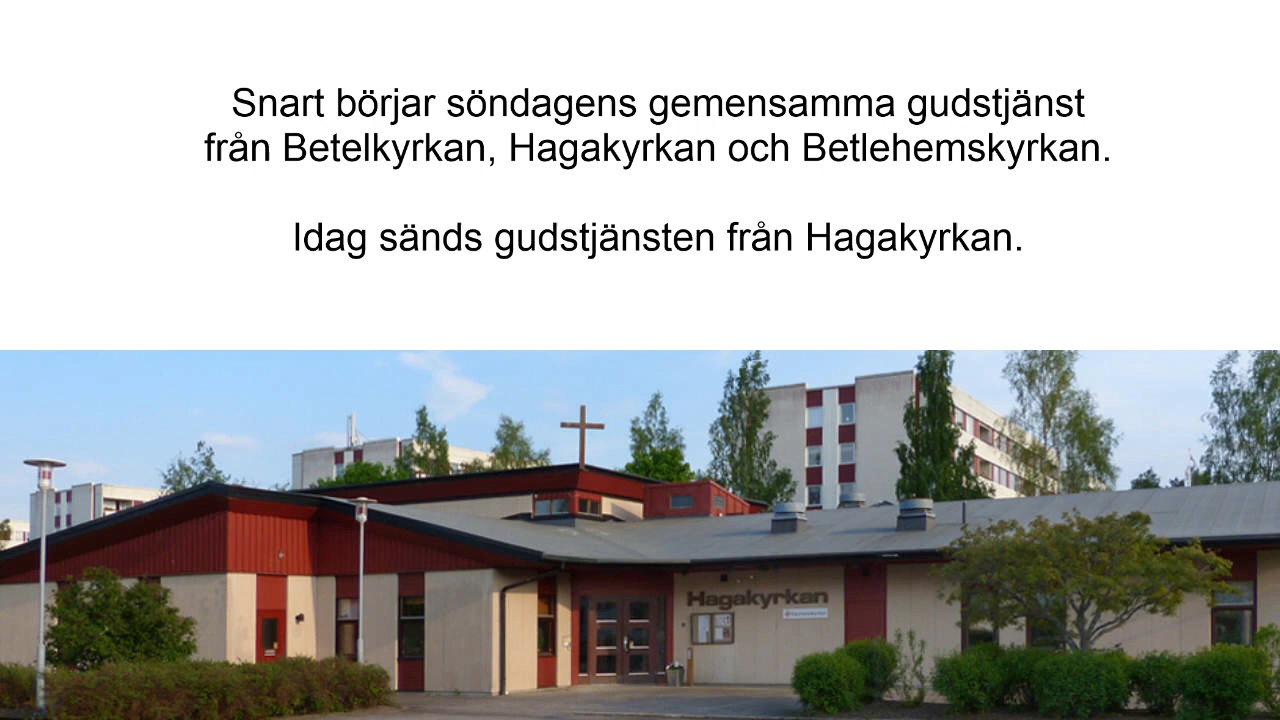 Snart börjar söndagens gemensamma gudstjänst
från Betelkyrkan, Hagakyrkan och Betlehemskyrkan.
Idag sänds gudstjänsten från Hagakyrkan.
Hagakyrkan